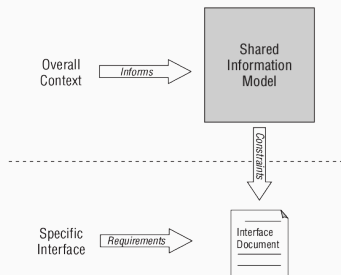 Overall
Context
Informs
Shared
Information
Model
Constraints
Specific
Interface
Requirements
Interface
Document